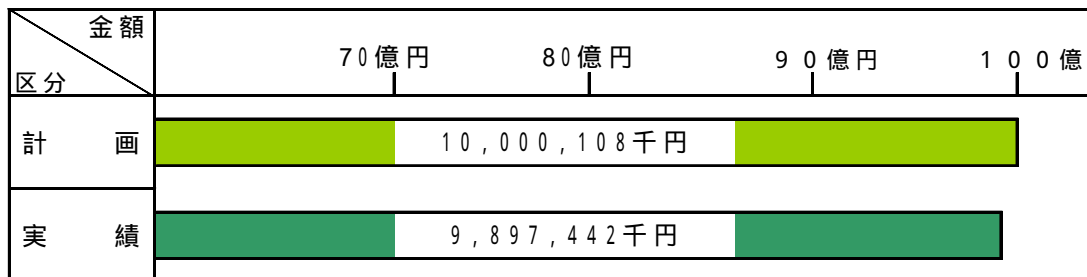 金額
70億円 80億円 90億円 100億
区分
計画 10,000,108千円
実績 9,897,442千円